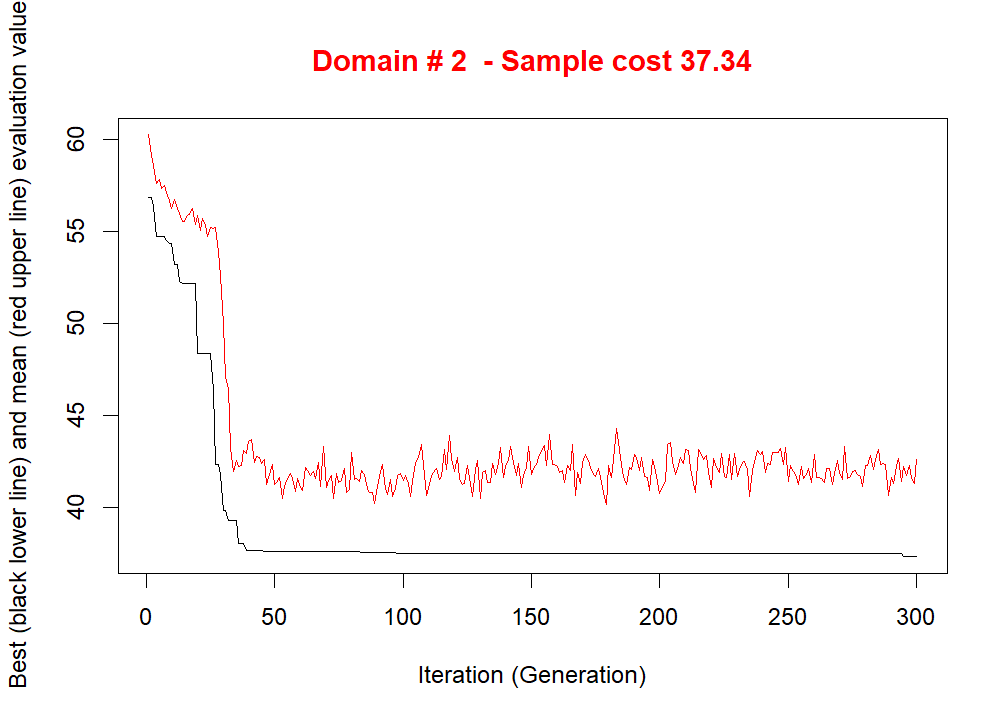 Domain # 2  - Sample cost 37.34
Best (black lower line) and mean (red upper line) evaluation value
60
55
50
45
40
0 50 100 150 200 250 300
Iteration (Generation)